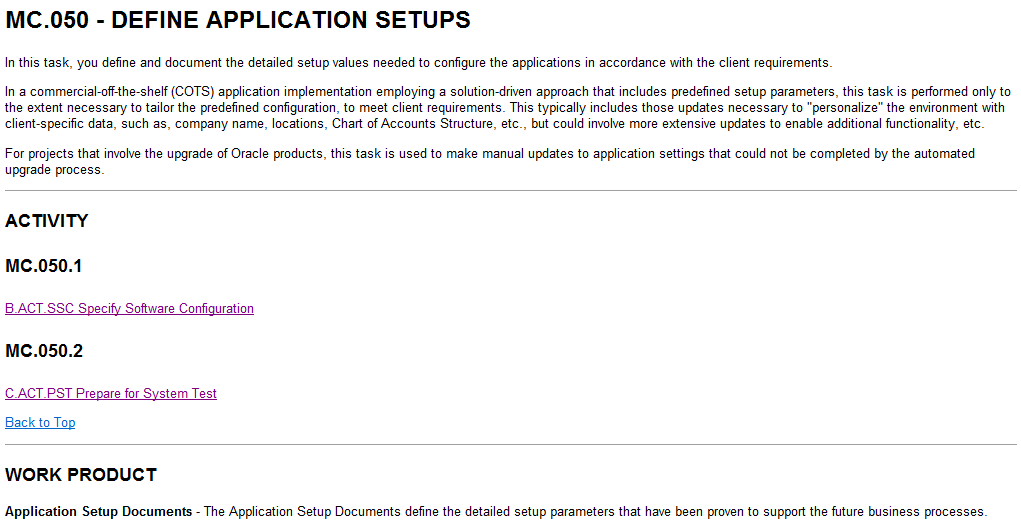 MC.050 - DEFINE APPLICATION SETUPS
In this task, you define and document the detailed setup values needed to configure the applications in accordance with the client requirements.
In a commercial-off-the-shelf (COTS) application implementation employing a solution-driven approach that includes predefined setup parameters, this task is performed only to
the extent necessary to tailor the predefined configuration, to meet client requirements. This typically includes those updates necessary to "personalize" the environment with
client-specific data, such as, company name, locations, Chart of Accounts Structure, etc., but could involve more extensive updates to enable additional functionality, etc.
For projects that involve the upgrade of Oracle products, this task is used to make manual updates to application settings that could not be completed by the automated
upgrade process.
ACTIVITY
MC.050.1
B.ACT.SSC Specify Software Configuration
MC.050.2
C.ACT.PST Prepare for System Test
Back to Top
WORK PRODUCT
Application Setup Documents - The Application Setup Documents define the detailed setup parameters that have been proven to support the future business processes.